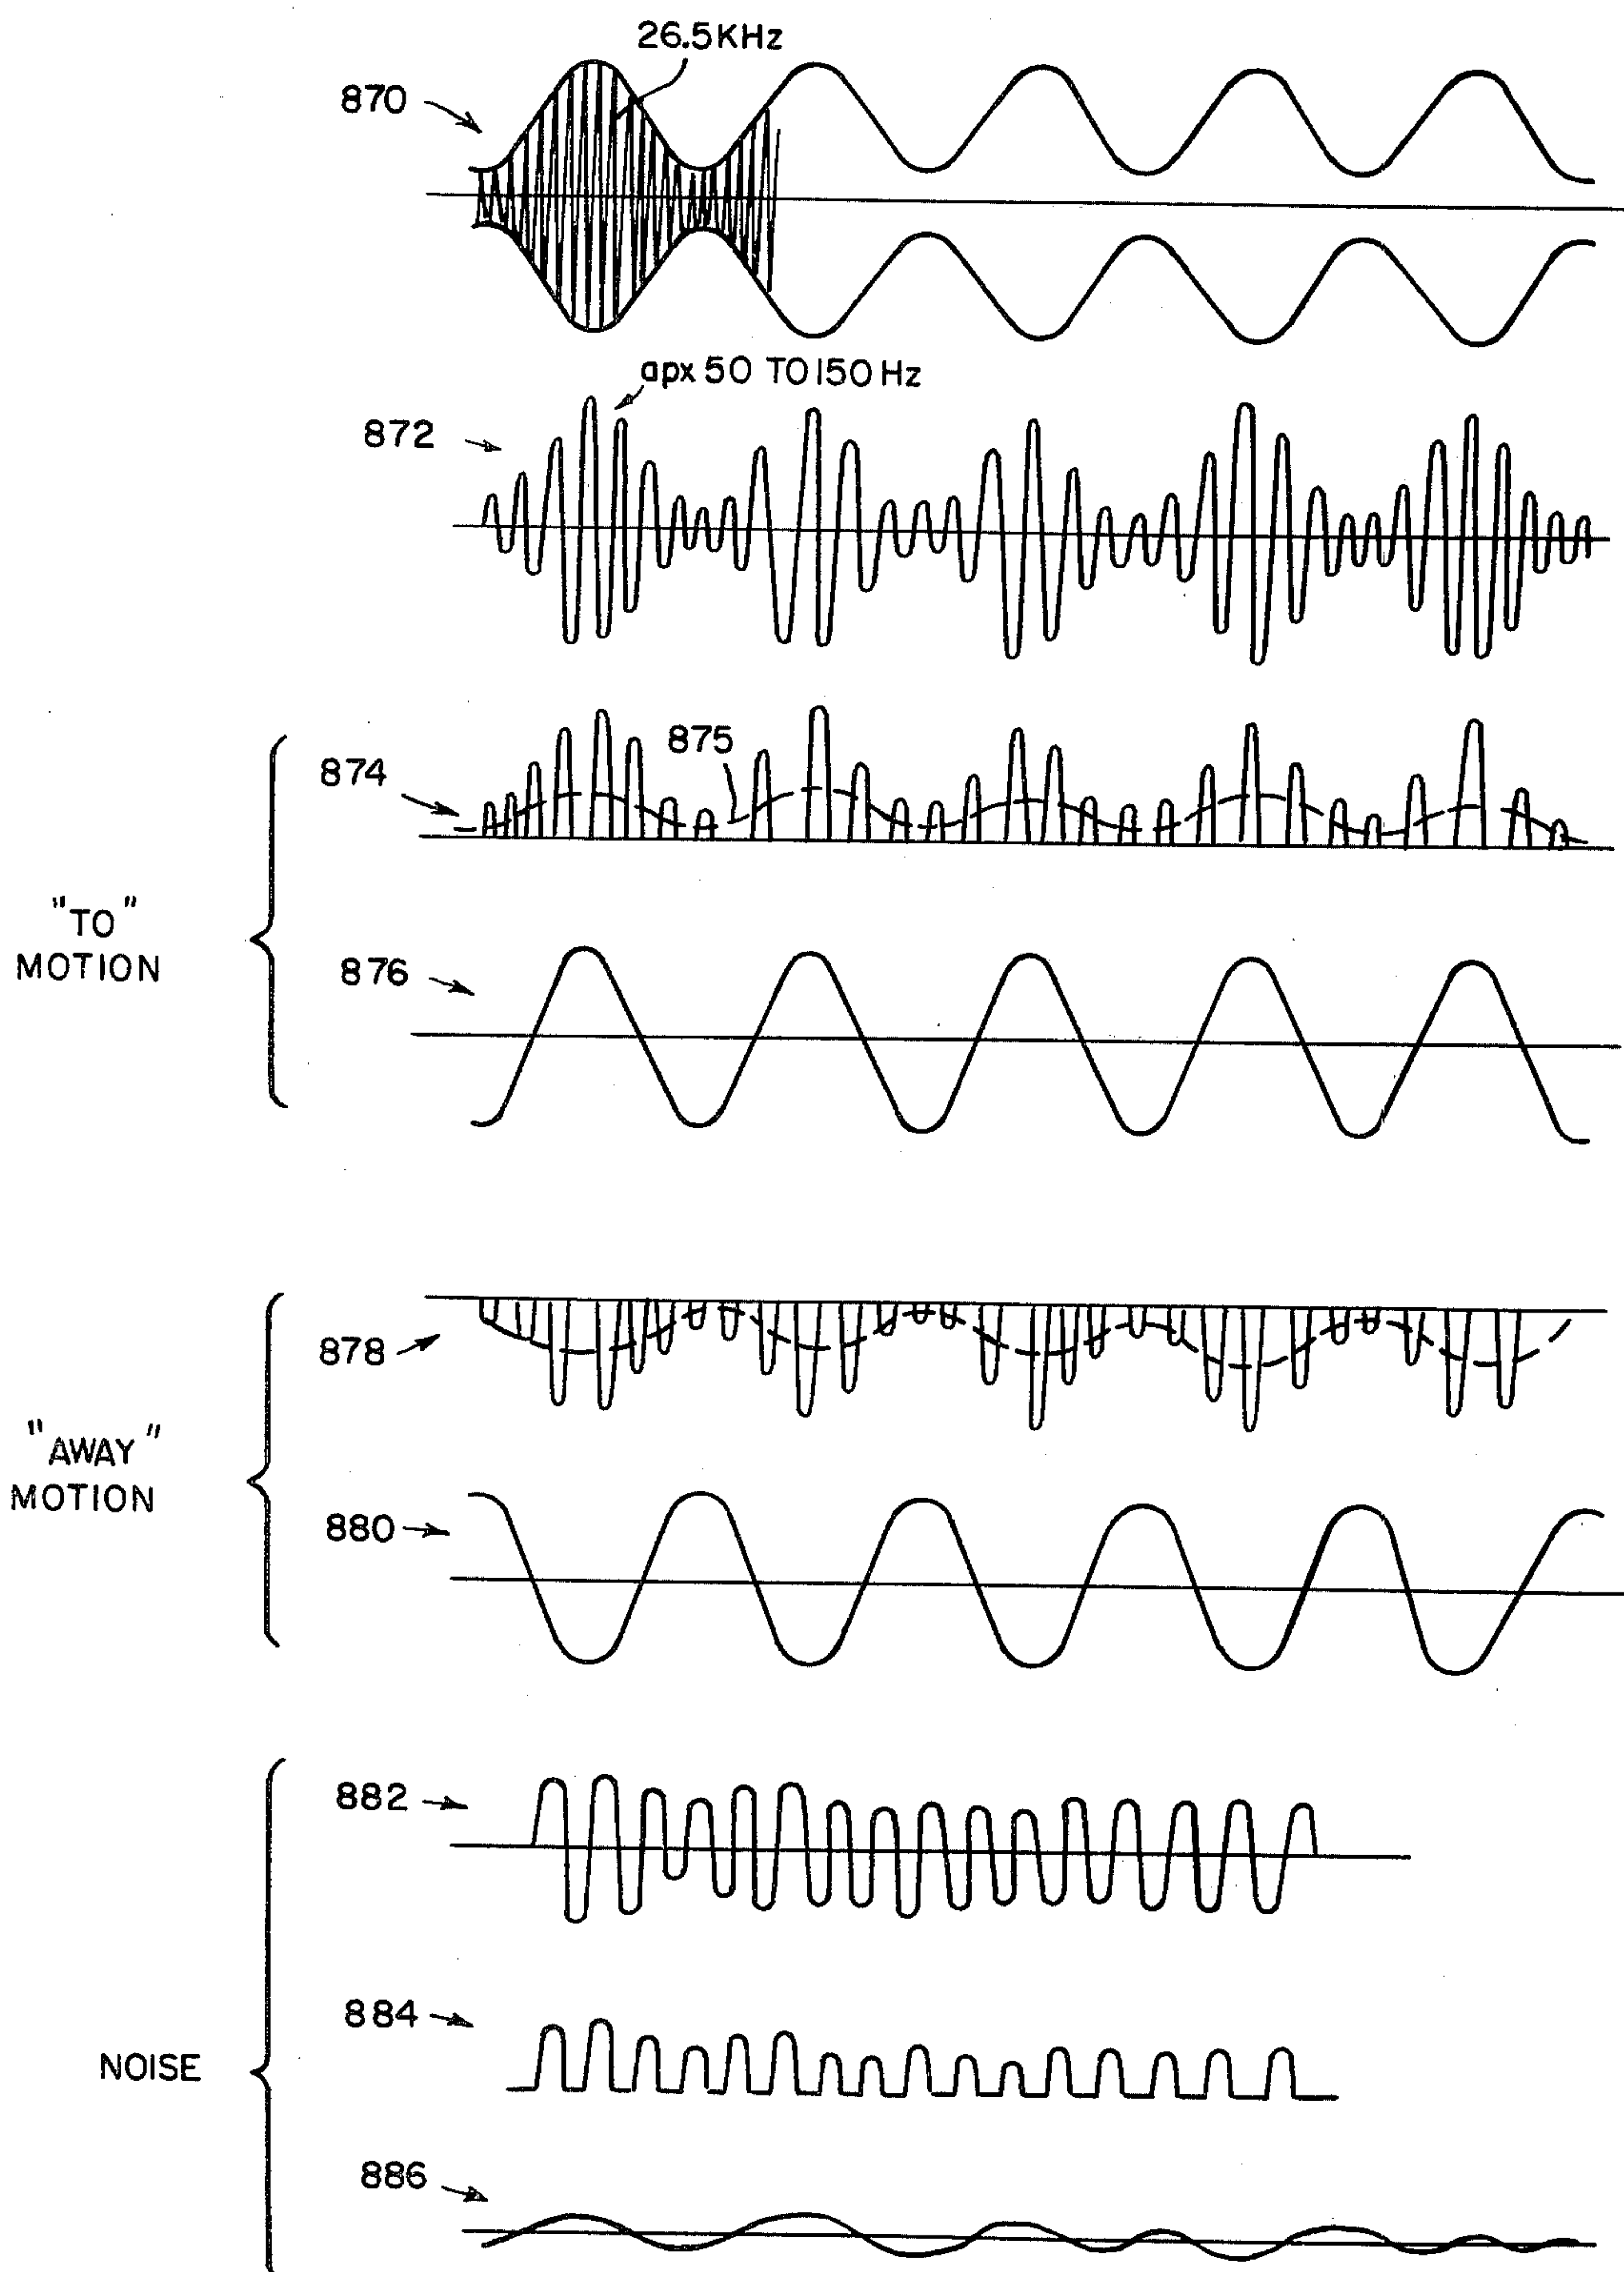 26.5KHz
870
apx 50 TO 150 Hz
872
875
874
"TO"
MOTION
876
878
"AWAY"
MOTION
880
882
884
NOISE
886